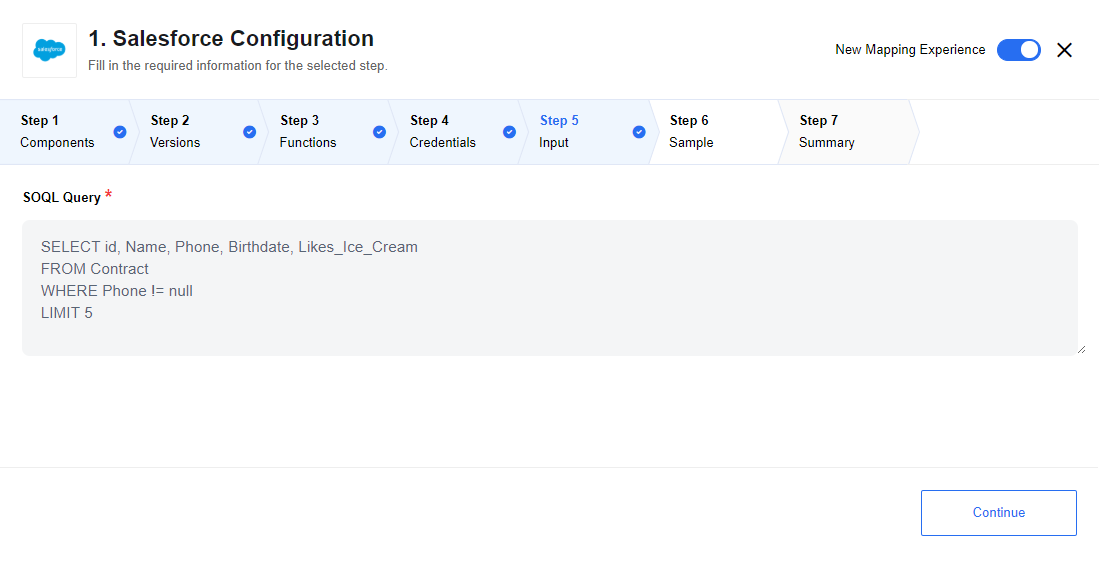 salesforce
1. Salesforce Configuration
Fill in the required information for the selected step.
New Mapping Experience
Step 1
Components
Step 2
Versions
Step 3
Functions
Step 4
Credentials
Step 5
Input
Step 6
Sample
Step 7
Summary
SOQL Query *
SELECT id, Name, Phone, Birthdate, Likes_Ice_Cream
FROM Contract
WHERE Phone != null
LIMIT 5
Continue